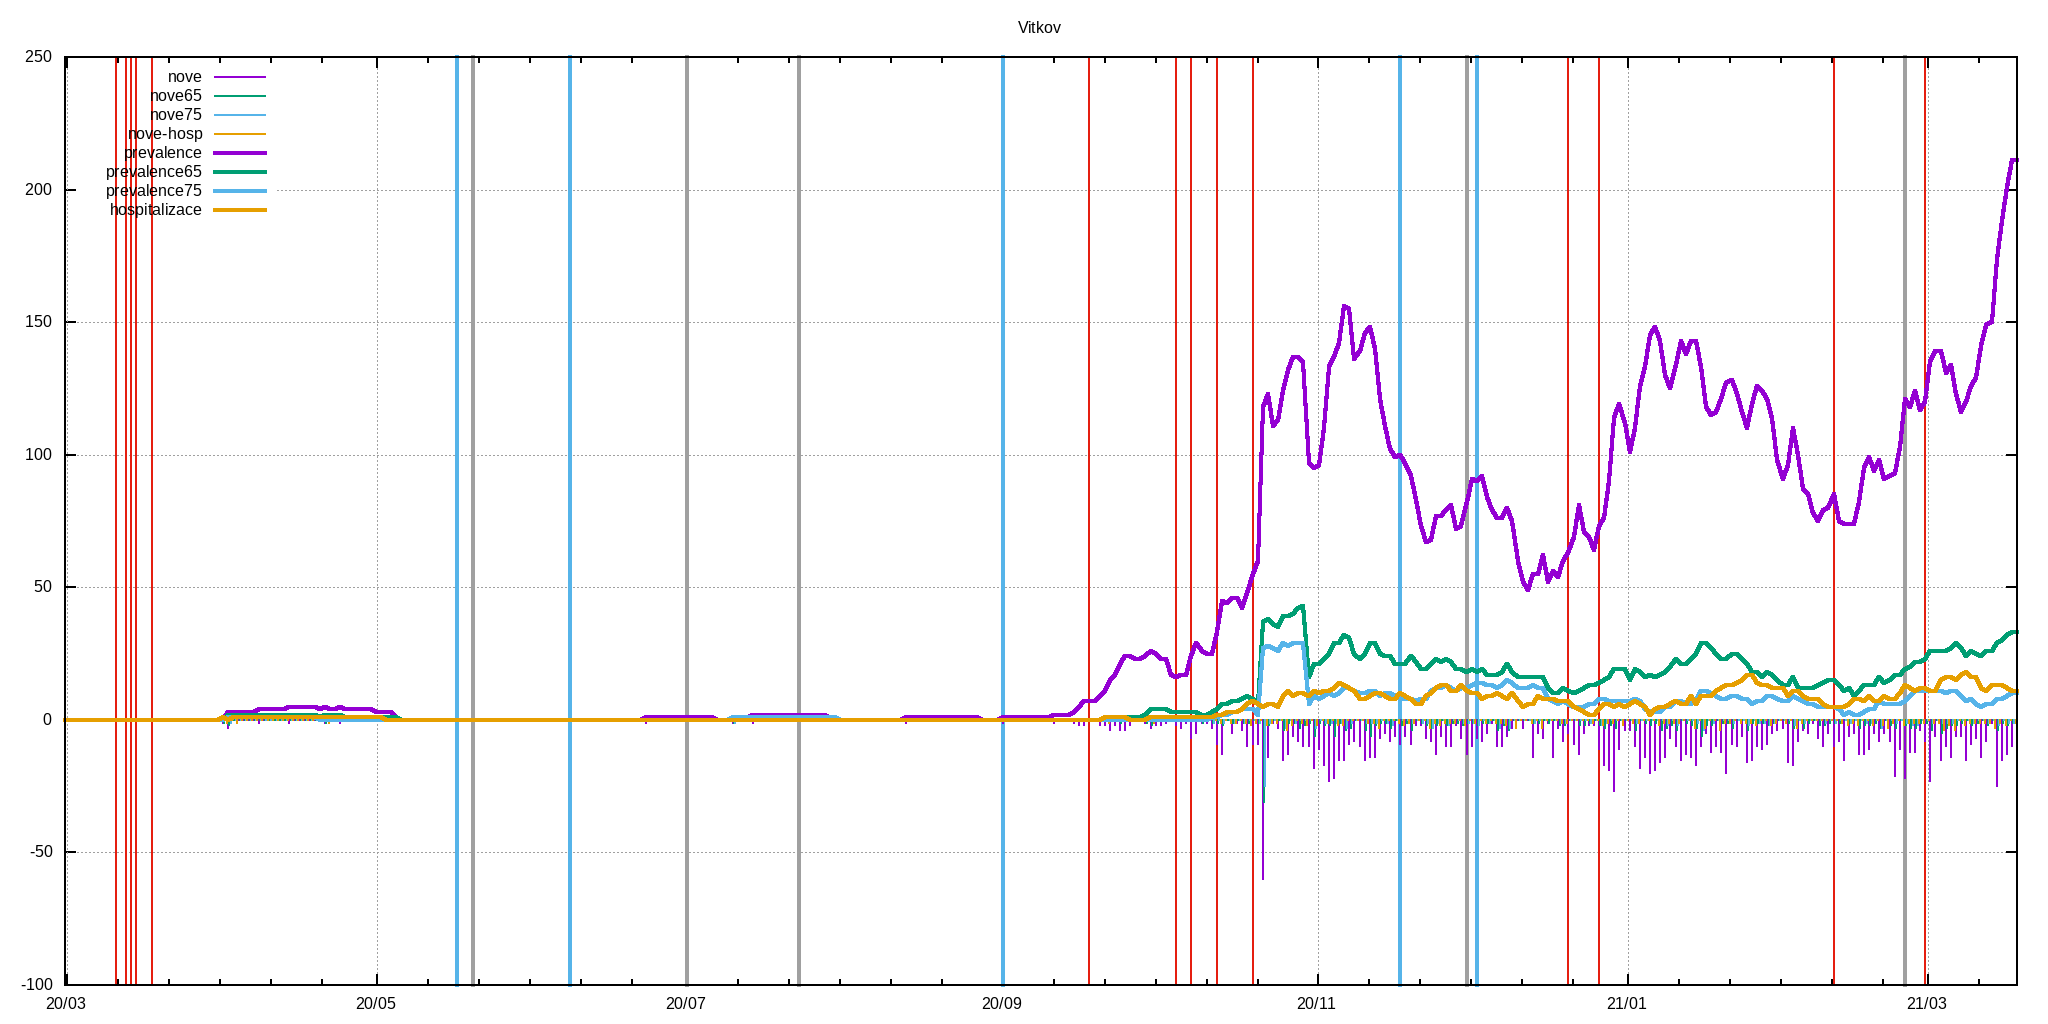 Vitkov
250
200
150
100
50
0
-50
-100
nove
nove65
nove75
nove-hosp
prevalence
prevalence65
prevalence75
hospitalizace
20/03 20/05 20/07 20/09 20/11 21/01 21/03